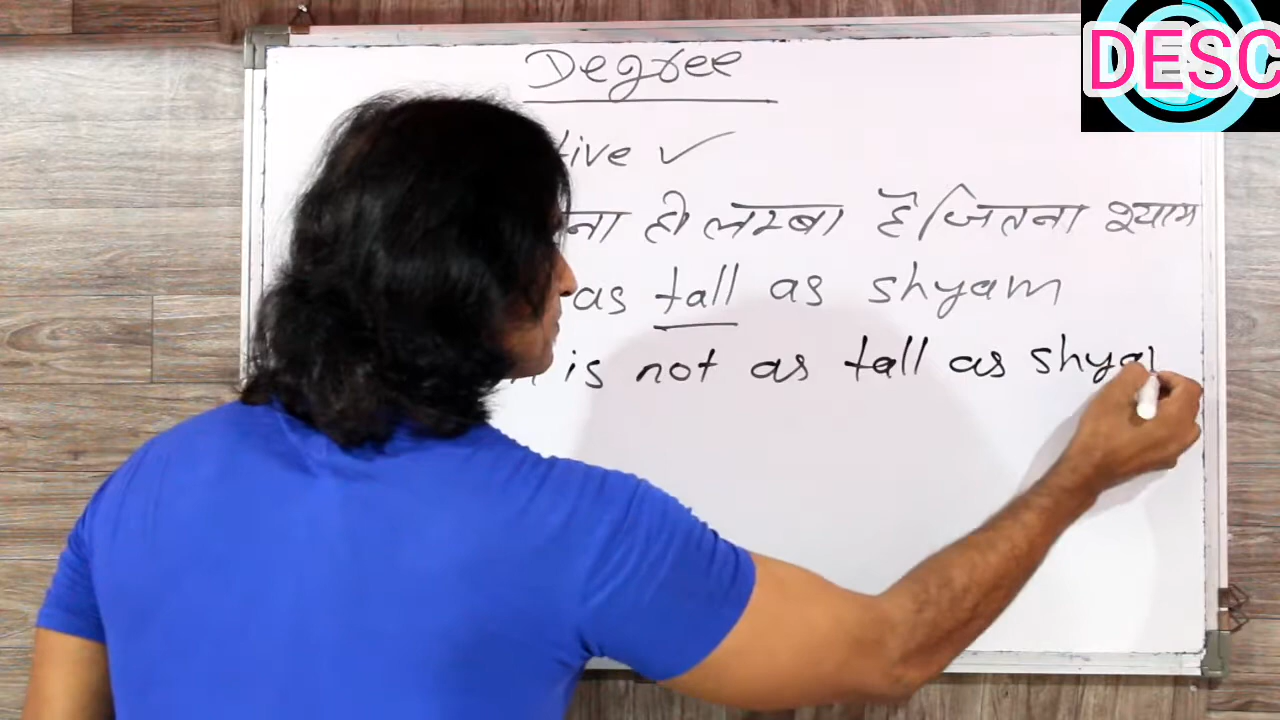 DESC
Degree
tive ✓
ना ही लम्बा है जितना श्याम
as tall as shyam
is not as tall as shya